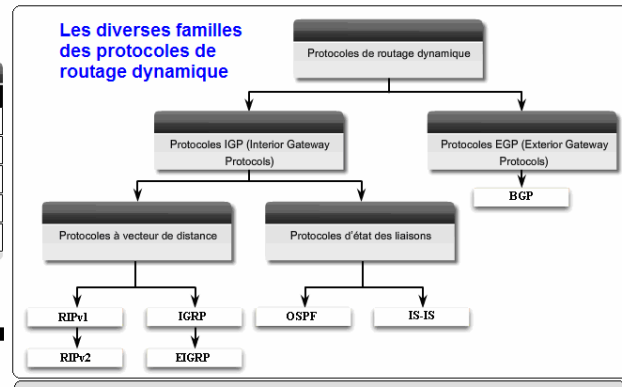 Les diverses familles
des protocoles de
routage dynamique
Protocoles de routage dynamique
Protocoles IGP (Interior Gateway
Protocols)
Protocoles EGP (Exterior Gateway
Protocols)
BGP
Protocoles à vecteur de distance
Protocoles d'état des liaisons
RIPv1
IGRP
OSPF
IS-IS
RIPv2
EIGRP